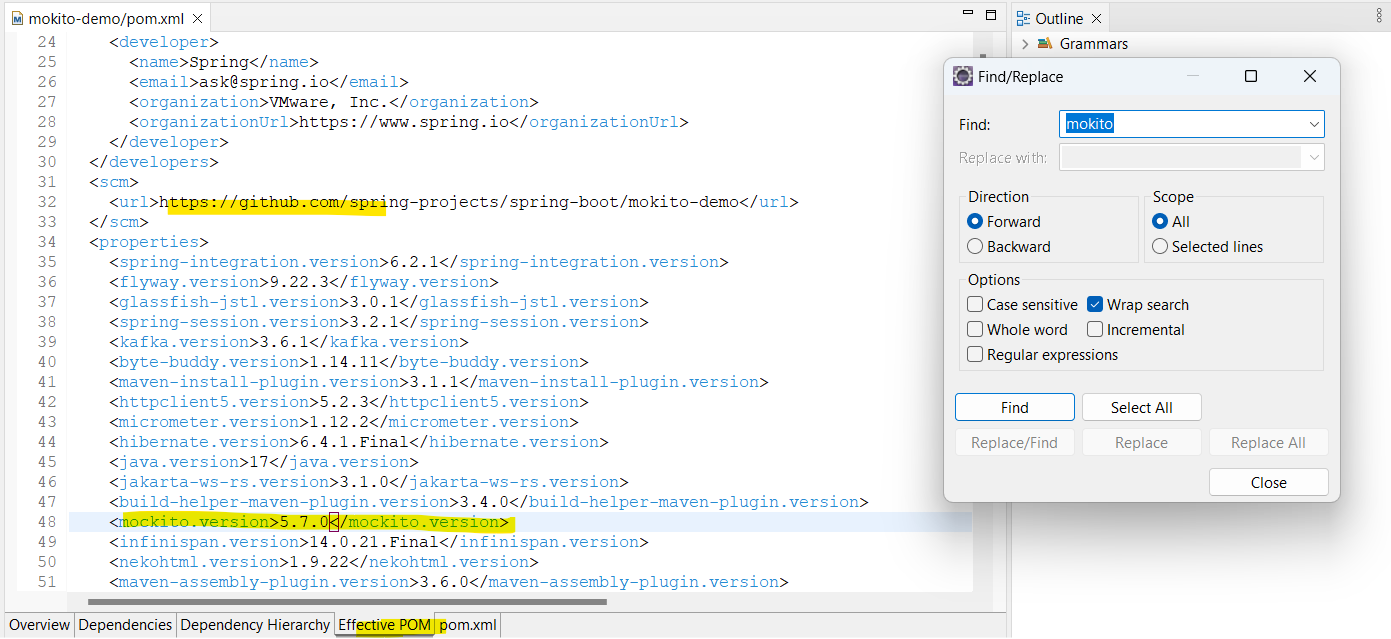 mokito-demo/pom.xml
Outline
Grammars
24 <developer>
25 <name>Spring</name>
26 <email>ask@spring.io</email>
27 <organization>VMware, Inc.</organization>
28 <organizationUrl>https://www.spring.io</organizationUrl>
29 </developer>
30 </developers>
31 <scm>
32 <url>https://github.com/spring-projects/spring-boot/mokito-demo</url>
33 </scm>
34 <properties>
35 <spring-integration.version>6.2.1</spring-integration.version>
36 <flyway.version>9.22.3</flyway.version>
37 <glassfish-jstl.version>3.0.1</glassfish-jstl.version>
38 <spring-session.version>3.2.1</spring-session.version>
39 <kafka.version>3.6.1</kafka.version>
40 <byte-buddy.version>1.14.11</byte-buddy.version>
41 <maven-install-plugin.version>3.1.1</maven-install-plugin.version>
42 <httpclient5.version>5.2.3</httpclient5.version>
43 <micrometer.version>1.12.2</micrometer.version>
44 <hibernate.version>6.4.1.Final</hibernate.version>
45 <java.version>17</java.version>
46 <jakarta-ws-rs.version>3.1.0</jakarta-ws-rs.version>
47 <build-helper-maven-plugin.version>3.4.0</build-helper-maven-plugin.version>
48 <mockito.version>5.7.0</mockito.version>
49 <infinispan.version>14.0.21.Final</infinispan.version>
50 <nekohtml.version>1.9.22</nekohtml.version>
51 <maven-assembly-plugin.version>3.6.0</maven-assembly-plugin.version>
Overview Dependencies Dependency Hierarchy Effective POM pom.xml
Find/Replace
Find: mokito
Replace with:
Direction Scope
Forward All
Backward Selected lines
Options
Case sensitive Wrap search
Whole word Incremental
Regular expressions
Find Select All
Replace/Find Replace Replace All
Close